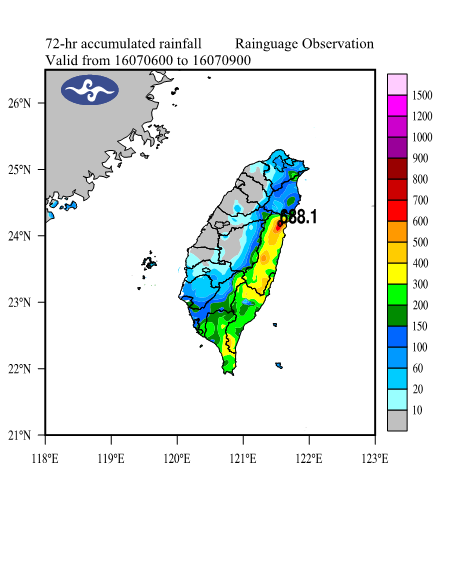 72-hr accumulated rainfall Rainguage Observation
Valid from 16070600 to 16070900
26°N
25°N
24°N
23°N
22°N
21°N
118°E 119°E 120°E 121°E 122°E 123°E
688.1
1500
1200
1000
900
800
700
600
500
400
300
200
150
100
60
20
10